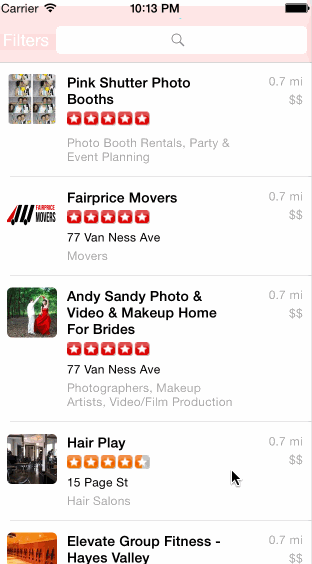 Carrier 10:13 PM
Filters
Pink Shutter Photo 0.7 mi
Booths $$
Photo Booth Rentals, Party &
Event Planning
Fairprice Movers 0.7 mi
$$
FAIRPRICE
MOVERS
77 Van Ness Ave
Movers
Andy Sandy Photo & 0.7 mi
Video & Makeup Home $$
For Brides
77 Van Ness Ave
Photographers, Makeup
Artists, Video/Film Production
Hair Play 0.7 mi
$$
15 Page St
Hair Salons
Elevate Group Fitness - 0.7 mi
Hayes Valley $$